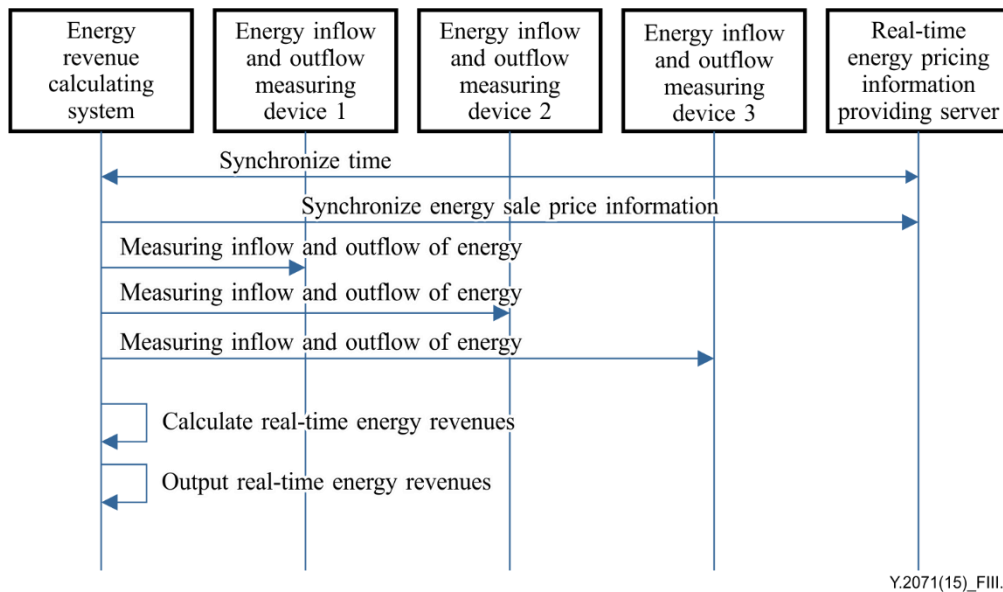 Energy
revenue
calculating
system
Energy inflow
and outflow
measuring
device 1
Energy inflow
and outflow
measuring
device 2
Energy inflow
and outflow
measuring
device 3
Real-time
energy pricing
information
providing server
Synchronize time
Synchronize energy sale price information
Measuring inflow and outflow of energy
Measuring inflow and outflow of energy
Measuring inflow and outflow of energy
Calculate real-time energy revenues
Output real-time energy revenues
Y.2071(15)_FIII.